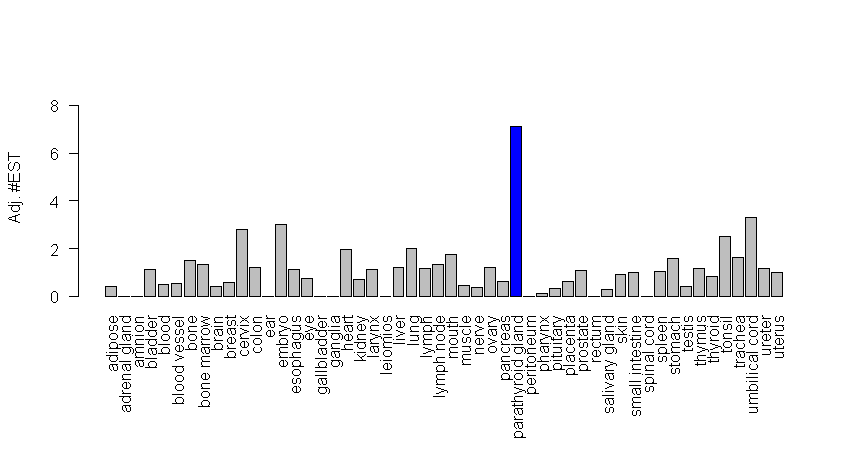 Adj. #EST
8
6
4
2
0
adipose
adrenal gland
amnion
bladder
blood
blood vessel
bone
bone marrow
brain
breast
cervix
colon
ear
embryo
esophagus
eye
gallbladder
ganglia
heart
kidney
larynx
leiomios
liver
lung
lymph
lymph node
mouth
muscle
nerve
ovary
pancreas
parathyroid gland
peritoneum
pharynx
pituitary
placenta
prostate
rectum
salivary gland
skin
small intestine
spinal cord
spleen
stomach
testis
thymus
thyroid
tonsil
trachea
umbilical cord
ureter
uterus